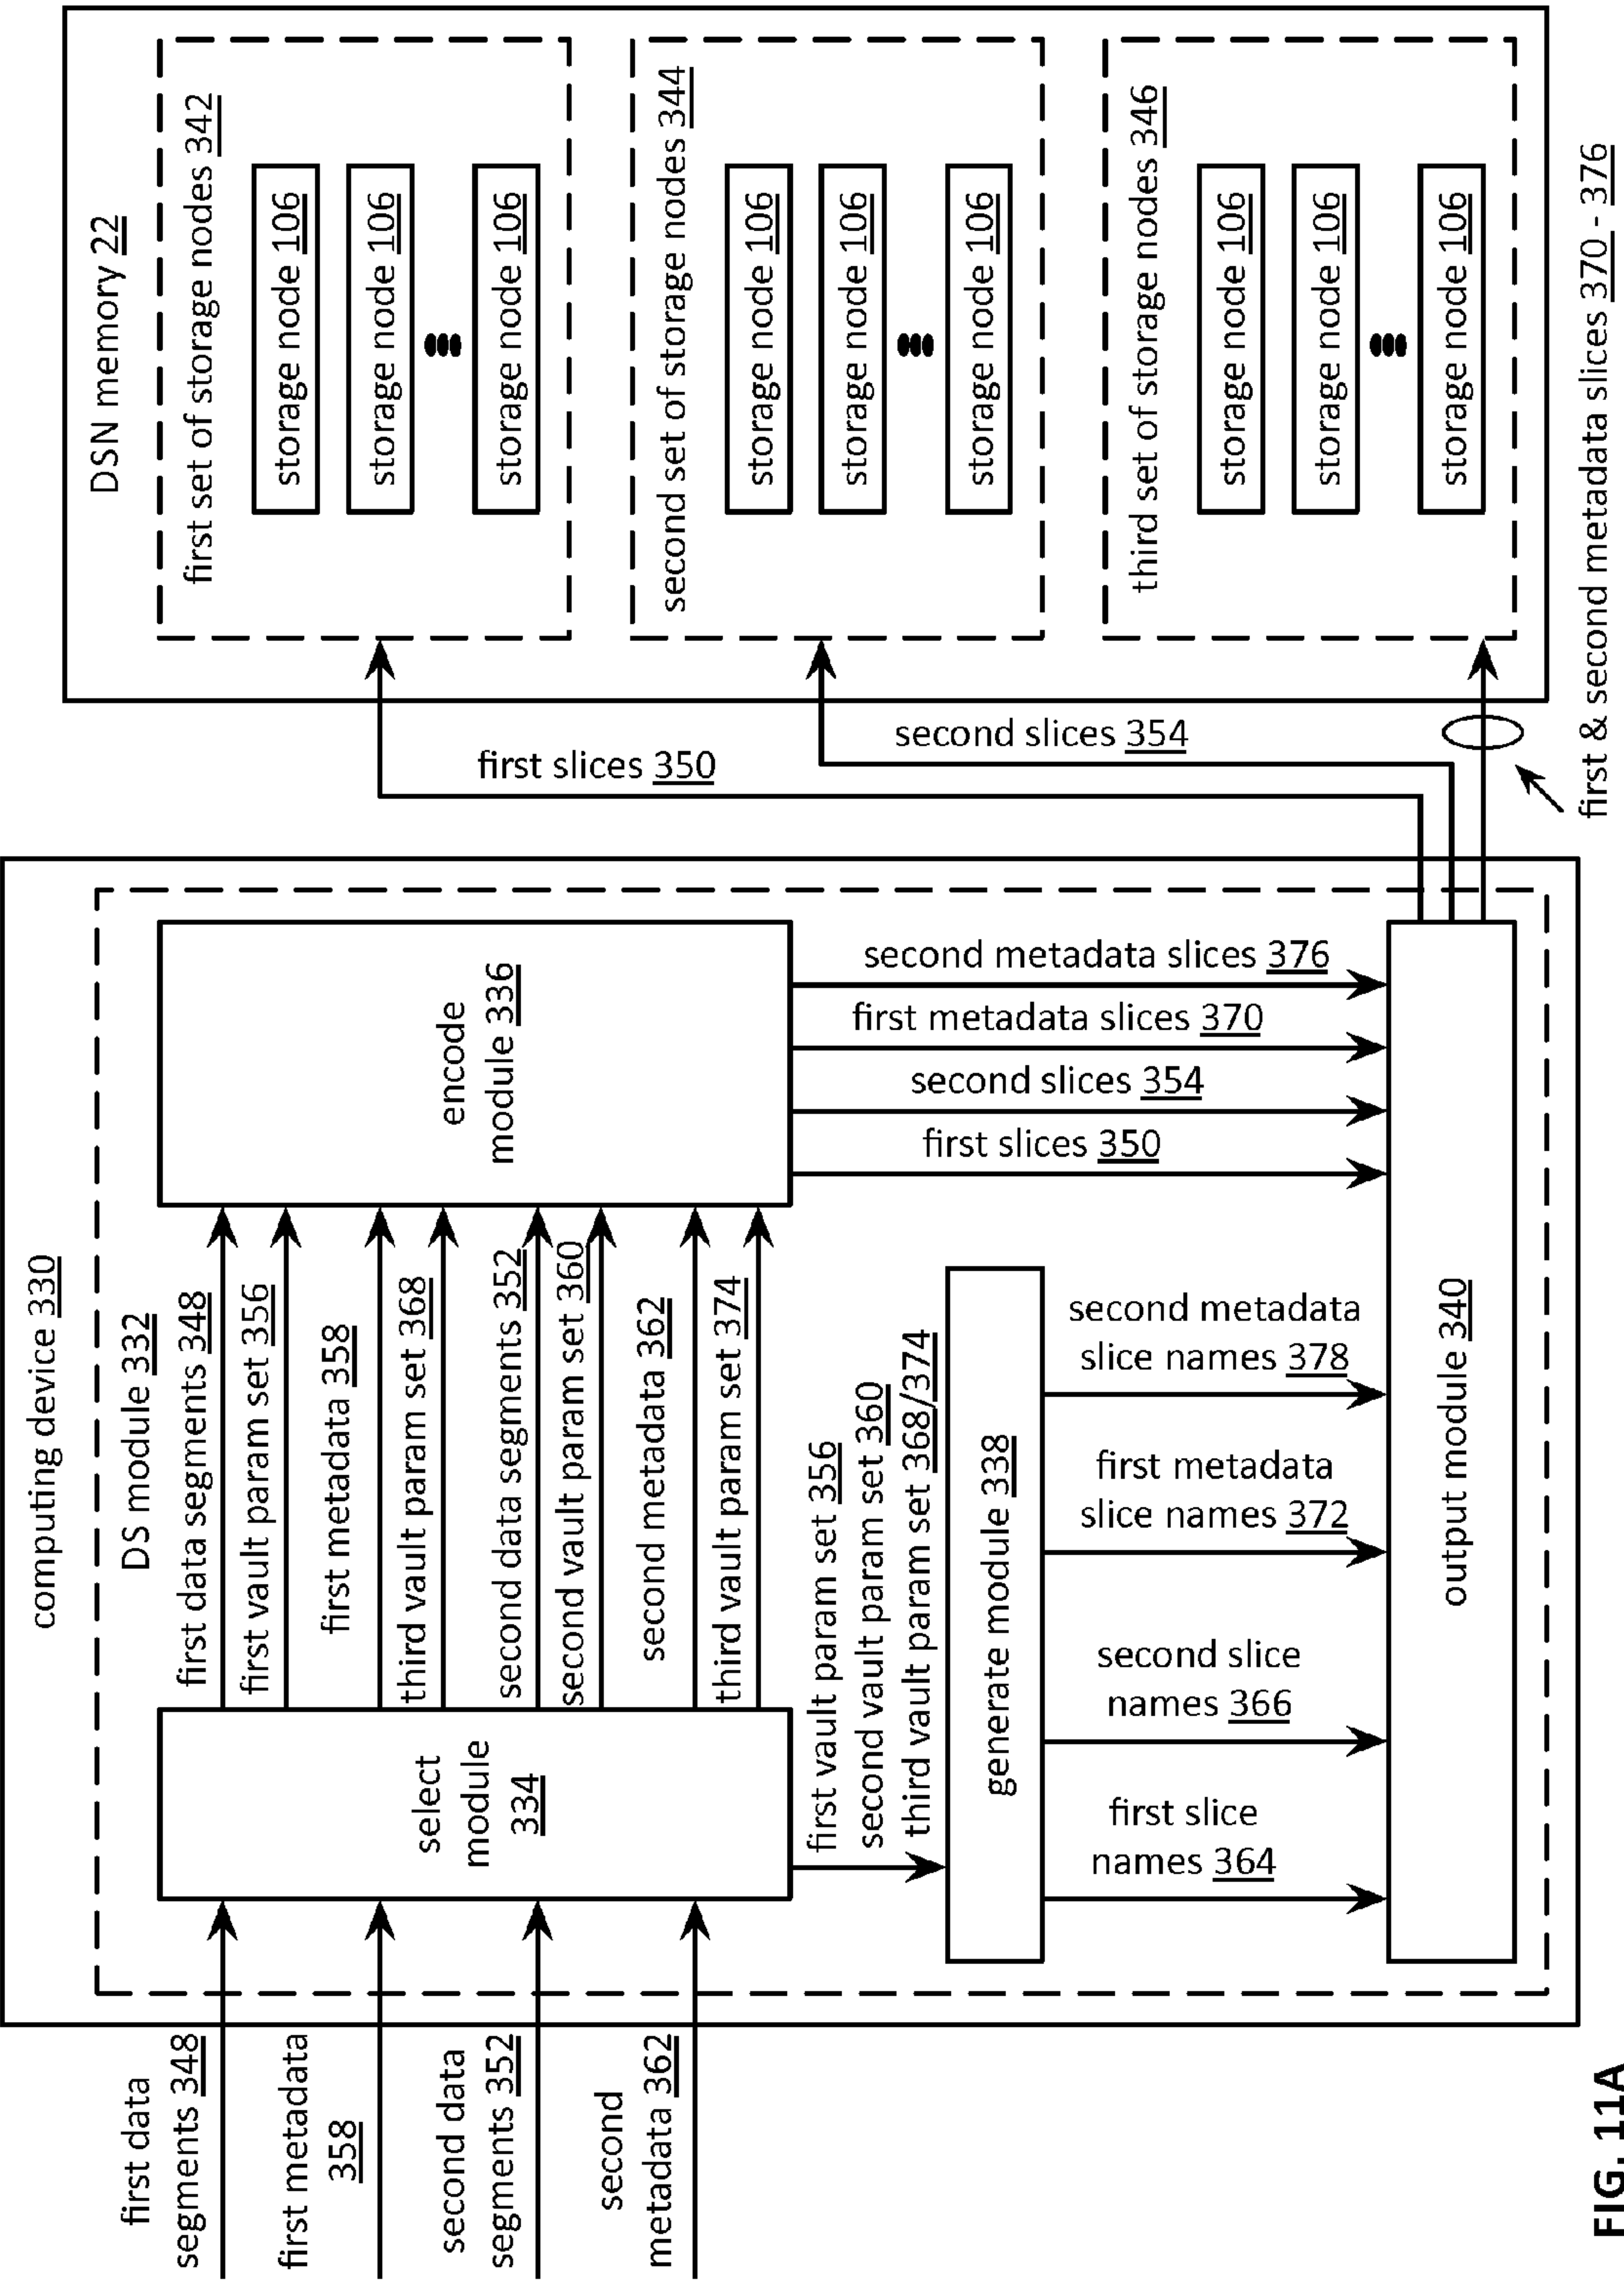 computing device 330
DS module 332
first data
segments 348
first metadata
358
second data
segments 352
second
metadata 362
select
module
334
first data segments 348
first vault param set 356
first metadata 358
third vault param set 368
second data segments 352
second vault param set 360
second metadata 362
third vault param set 374
encode
module 336
first vault param set 356
second vault param set 360
third vault param set 368/374
generate module 338
first slice
names 364
second slice
names 366
first metadata
slice names 372
second metadata
slice names 378
first slices 350
second slices 354
first metadata slices 370
second metadata slices 376
output module 340
first slices 350
second slices 354
first & second metadata slices 370 - 376
DSN memory 22
first set of storage nodes 342
storage node 106
storage node 106
storage node 106
second set of storage nodes 344
storage node 106
storage node 106
storage node 106
third set of storage nodes 346
storage node 106
storage node 106
storage node 106
FIG. 11A